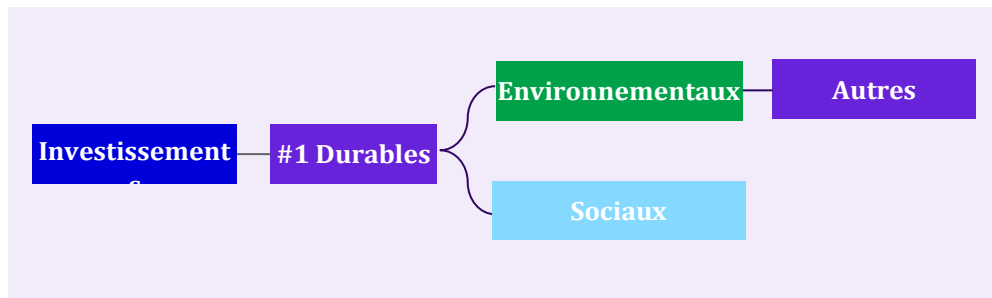 Investissement
s
#1 Durables
Environnementaux
Autres
Sociaux